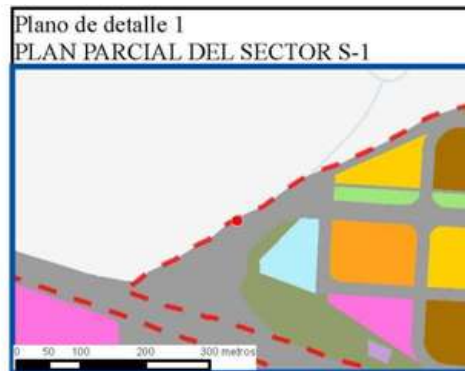 Plano de detalle 1
PLAN PARCIAL DEL SECTOR S-1
0 50 100 200 300 metros